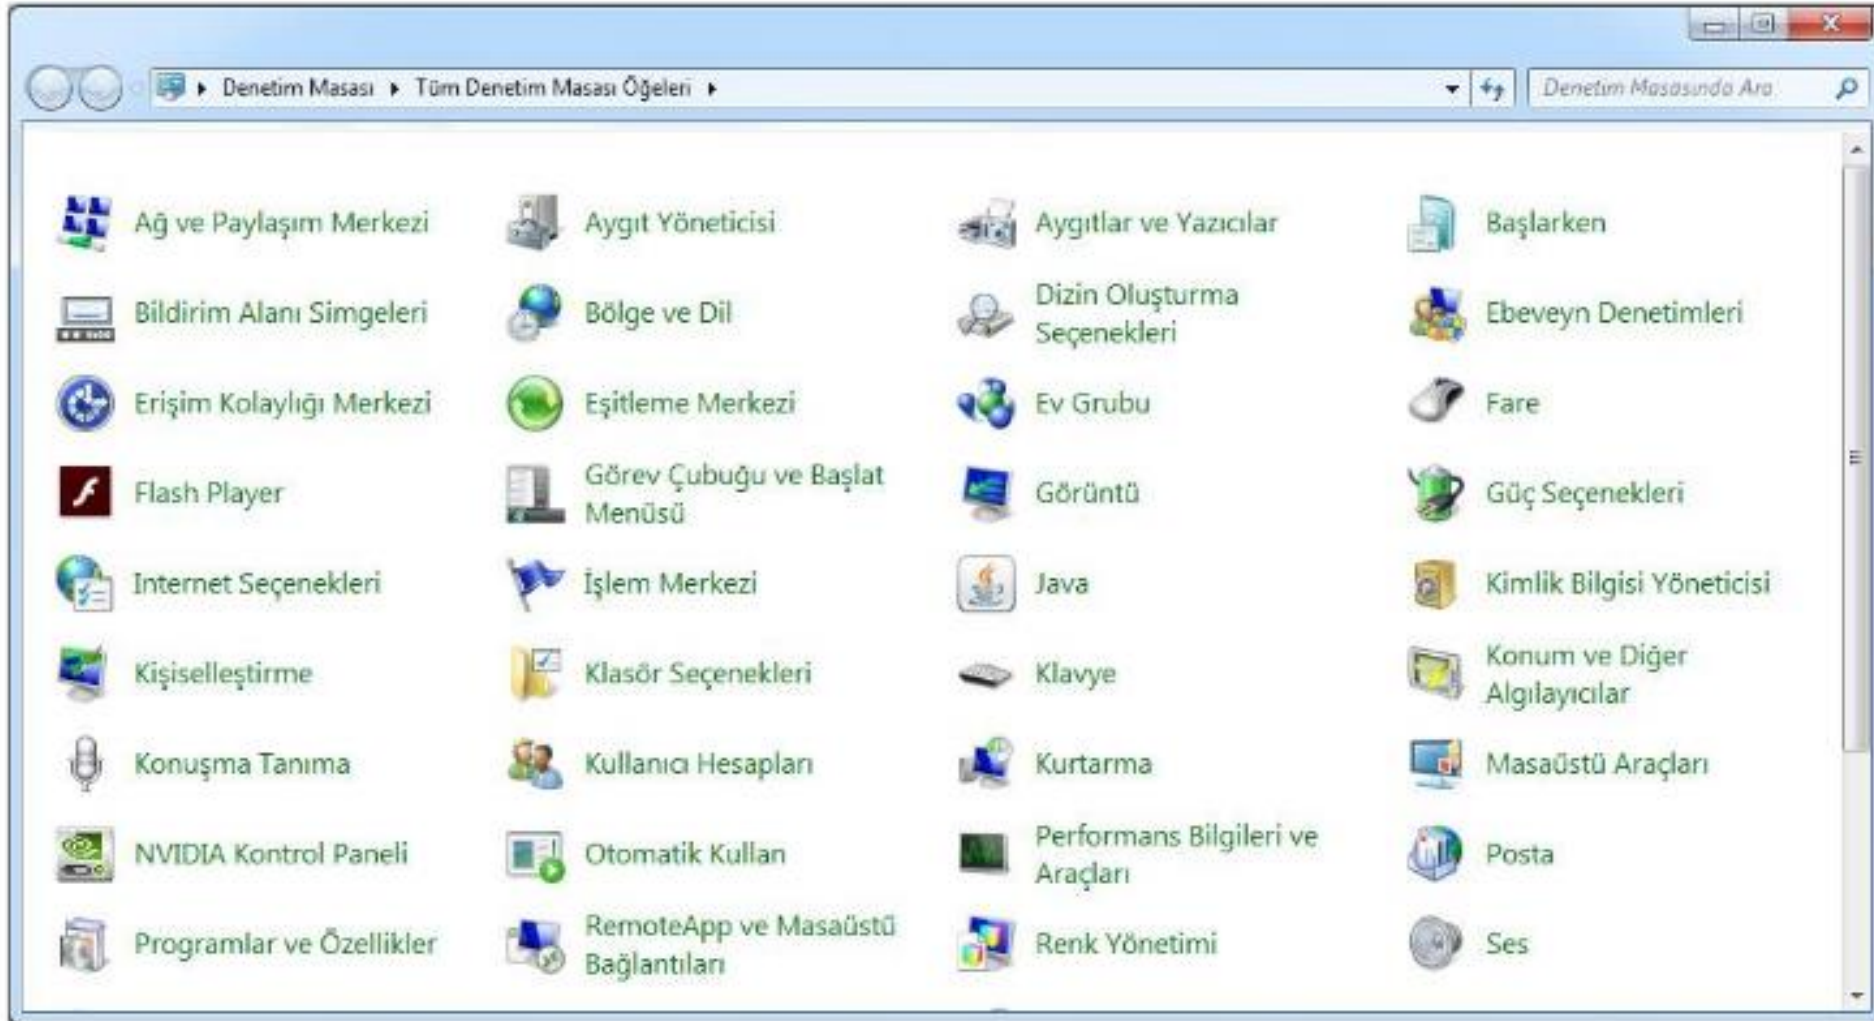 Denetim Masası ▸ Tüm Denetim Masası Öğeleri ▸
Denetim Masasında Ara
Ağ ve Paylaşım Merkezi
Aygıt Yöneticisi
Aygıtlar ve Yazıcılar
Başlarken
Bildirim Alanı Simgeleri
Bölge ve Dil
Dizin Oluşturma
Seçenekleri
Ebeveyn Denetimleri
Erişim Kolaylığı Merkezi
Eşitleme Merkezi
Ev Grubu
Fare
Flash Player
Görev Çubuğu ve Başlat
Menüsü
Görüntü
Güç Seçenekleri
Internet Seçenekleri
İşlem Merkezi
Java
Kimlik Bilgisi Yöneticisi
Kişiselleştirme
Klasör Seçenekleri
Klavye
Konum ve Diğer
Algılayıcılar
Konuşma Tanıma
Kullanıcı Hesapları
Kurtarma
Masaüstü Araçları
NVIDIA Kontrol Paneli
Otomatik Kullan
Performans Bilgileri ve
Araçları
Posta
Programlar ve Özellikler
RemoteApp ve Masaüstü
Bağlantıları
Renk Yönetimi
Ses